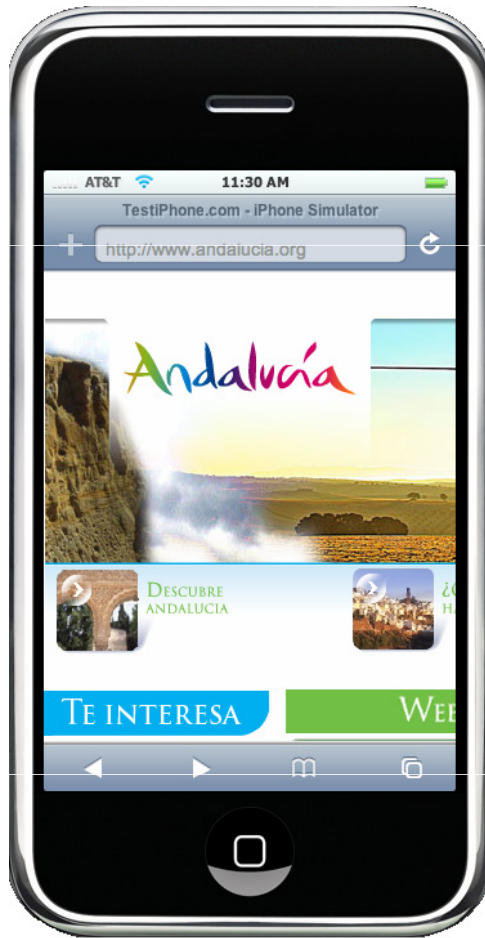 AT&T
11:30 AM
TestiPhone.com - iPhone Simulator
http://www.andalucia.org
Andalucía
DESCUBRE
ANDALUCIA
TE INTERESA